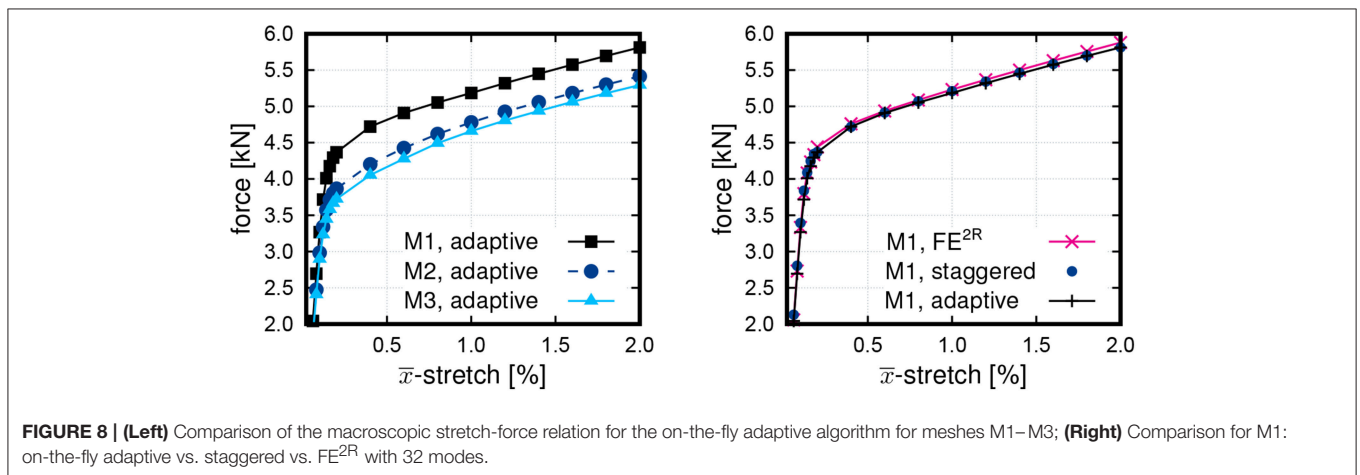 6.0
5.5
5.0
4.5
4.0
3.5
3.0
2.5
2.0
force [kN]
M1, adaptive
M2, adaptive
M3, adaptive
0.5 1.0 1.5 2.0
x̅-stretch [%]
6.0
5.5
5.0
4.5
4.0
3.5
3.0
2.5
2.0
force [kN]
M1, FE²ᴿ
M1, staggered
M1, adaptive
0.5 1.0 1.5 2.0
x̅-stretch [%]
FIGURE 8 | (Left) Comparison of the macroscopic stretch-force relation for the on-the-fly adaptive algorithm for meshes M1–M3; (Right) Comparison for M1:
on-the-fly adaptive vs. staggered vs. FE²ᴿ with 32 modes.